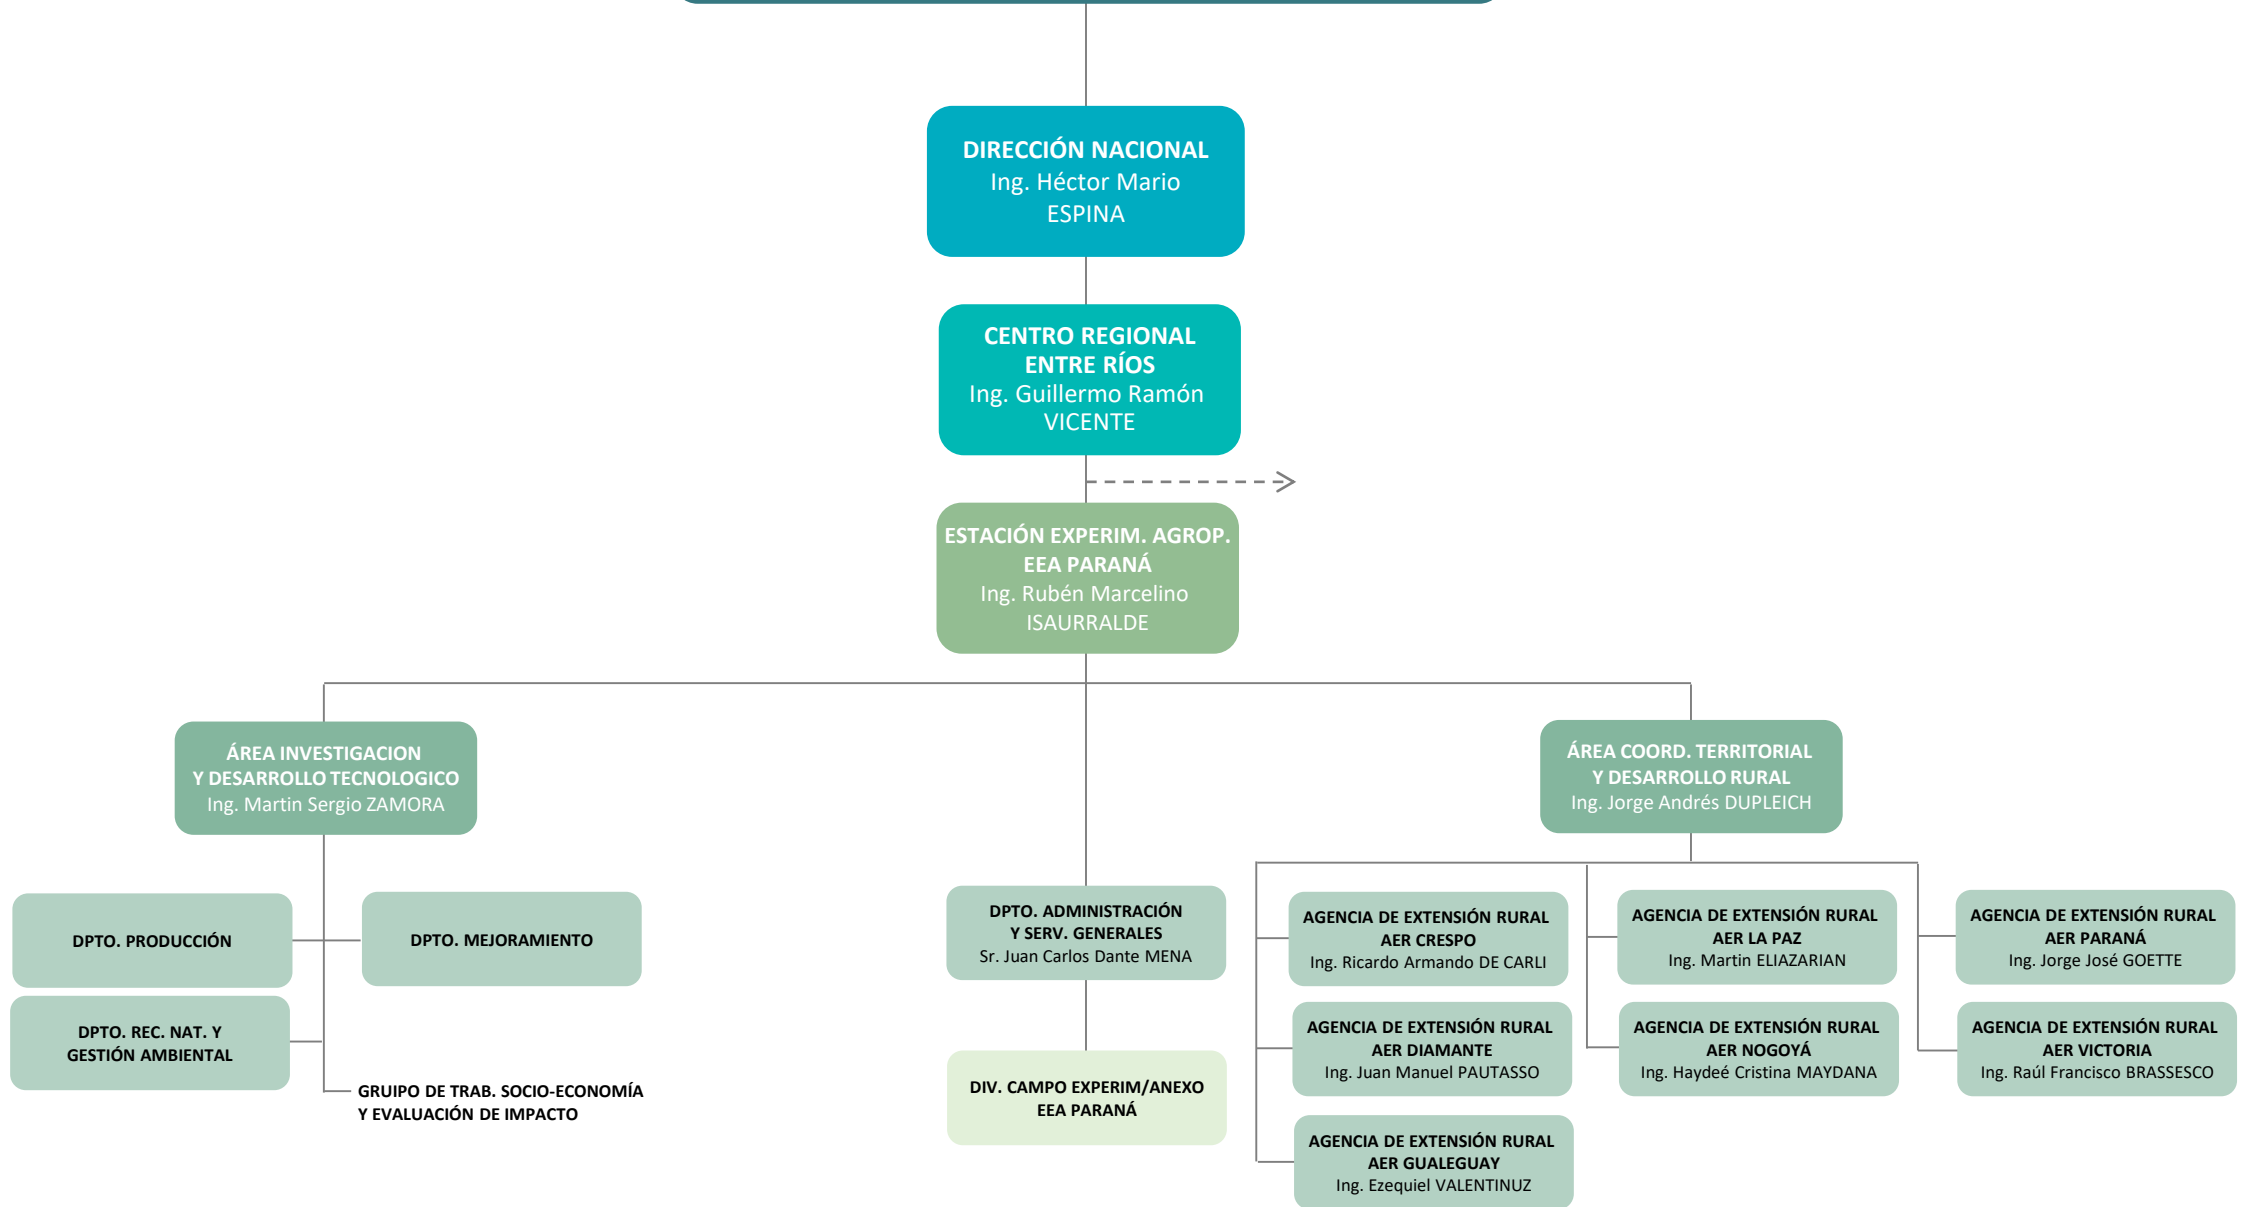 DIRECCIÓN NACIONAL
Ing. Héctor Mario
ESPINA
CENTRO REGIONAL
ENTRE RÍOS
Ing. Guillermo Ramón
VICENTE
ESTACIÓN EXPERIM. AGROP.
EEA PARANÁ
Ing. Rubén Marcelino
ISAURRALDE
ÁREA INVESTIGACION
Y DESARROLLO TECNOLOGICO
Ing. Martin Sergio ZAMORA
DPTO. PRODUCCIÓN
DPTO. MEJORAMIENTO
DPTO. REC. NAT. Y
GESTIÓN AMBIENTAL
GRUIPO DE TRAB. SOCIO-ECONOMÍA
Y EVALUACIÓN DE IMPACTO
DPTO. ADMINISTRACIÓN
Y SERV. GENERALES
Sr. Juan Carlos Dante MENA
DIV. CAMPO EXPERIM/ANEXO
EEA PARANÁ
ÁREA COORD. TERRITORIAL
Y DESARROLLO RURAL
Ing. Jorge Andrés DUPLEICH
AGENCIA DE EXTENSIÓN RURAL
AER CRESPO
Ing. Ricardo Armando DE CARLI
AGENCIA DE EXTENSIÓN RURAL
AER LA PAZ
Ing. Martin ELIAZARIAN
AGENCIA DE EXTENSIÓN RURAL
AER PARANÁ
Ing. Jorge José GOETTE
AGENCIA DE EXTENSIÓN RURAL
AER DIAMANTE
Ing. Juan Manuel PAUTASSO
AGENCIA DE EXTENSIÓN RURAL
AER NOGOYÁ
Ing. Haydeé Cristina MAYDANA
AGENCIA DE EXTENSIÓN RURAL
AER VICTORIA
Ing. Raúl Francisco BRASSESCO
AGENCIA DE EXTENSIÓN RURAL
AER GUALEGUAY
Ing. Ezequiel VALENTINUZ